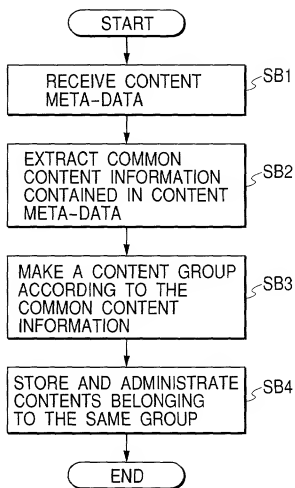 START
RECEIVE CONTENT
META-DATA
SB1
EXTRACT COMMON
CONTENT INFORMATION
CONTAINED IN CONTENT
META-DATA
SB2
MAKE A CONTENT GROUP
ACCORDING TO THE
COMMON CONTENT
INFORMATION
SB3
STORE AND ADMINISTRATE
CONTENTS BELONGING
TO THE SAME GROUP
SB4
END